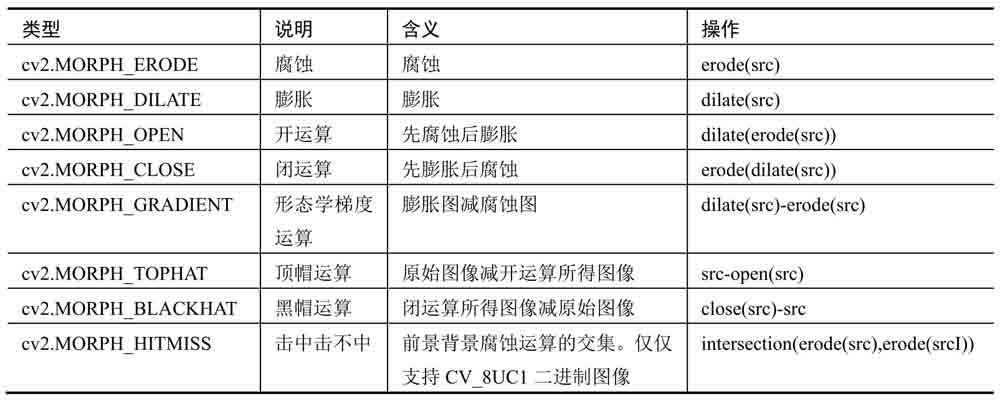 类型 说明 含义 操作
cv2.MORPH_ERODE 腐蚀 腐蚀 erode(src)
cv2.MORPH_DILATE 膨胀 膨胀 dilate(src)
cv2.MORPH_OPEN 开运算 先腐蚀后膨胀 dilate(erode(src))
cv2.MORPH_CLOSE 闭运算 先膨胀后腐蚀 erode(dilate(src))
cv2.MORPH_GRADIENT 形态学梯度 膨胀图减腐蚀图 dilate(src)-erode(src)
运算
cv2.MORPH_TOPHAT 顶帽运算 原始图像减开运算所得图像 src-open(src)
cv2.MORPH_BLACKHAT 黑帽运算 闭运算所得图像减原始图像 close(src)-src
cv2.MORPH_HITMISS 击中击不中 前景背景腐蚀运算的交集。仅仅 intersection(erode(src),erode(srcI))
支持 CV_8UC1 二进制图像